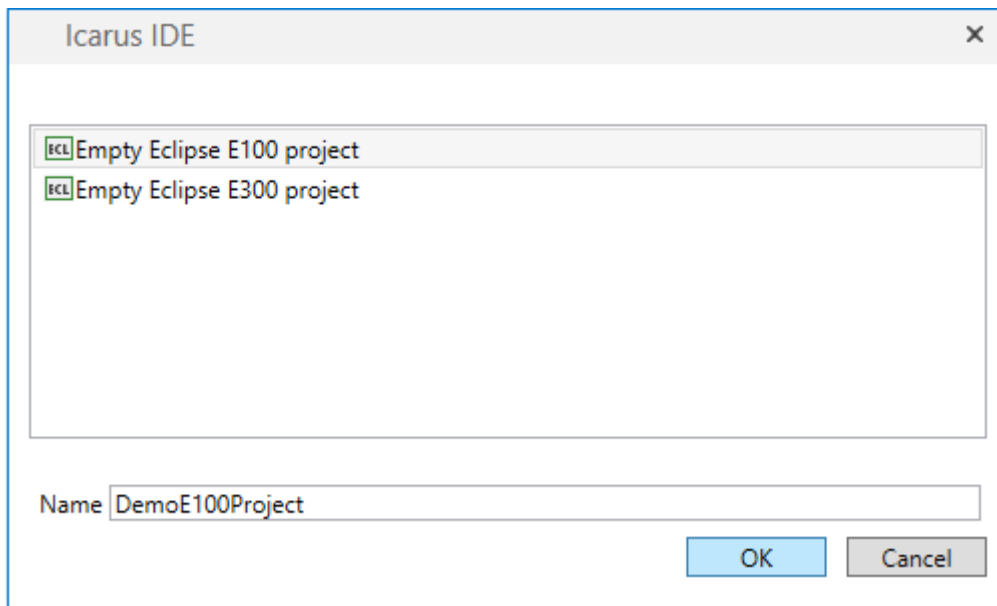 Icarus IDE
ECL Empty Eclipse E100 project
ECL Empty Eclipse E300 project
Name DemoE100Project
OK Cancel